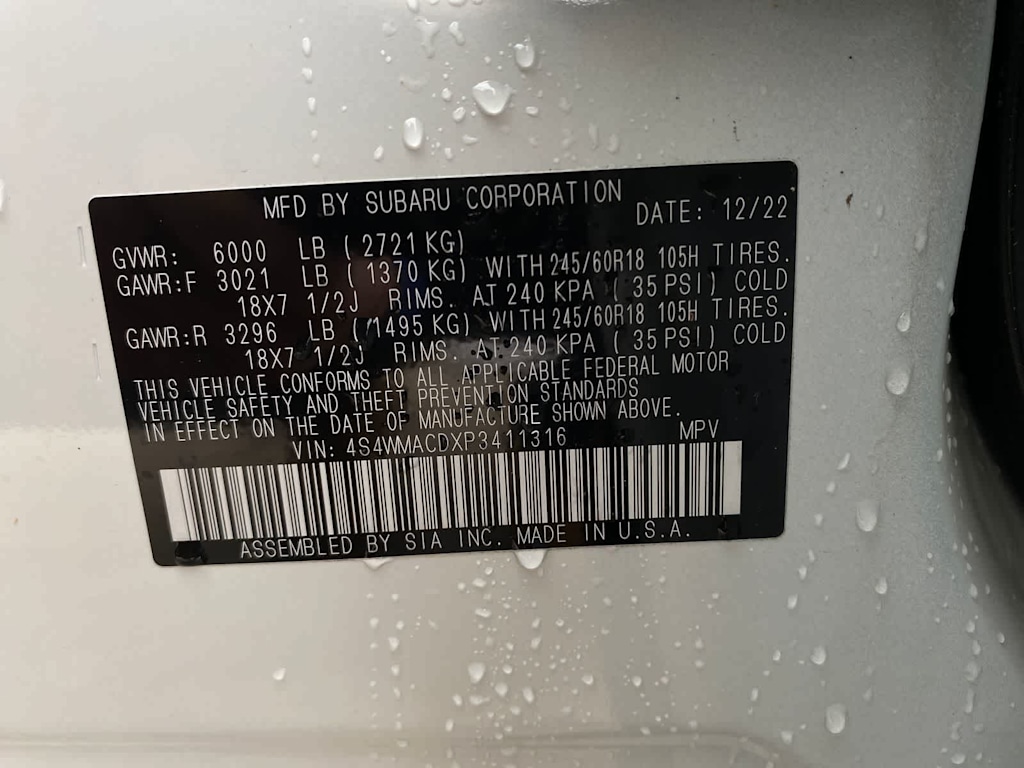 MFD BY SUBARU CORPORATION DATE: 12/22
GVWR: 6000 LB ( 2721 KG)
GAWR:F 3021 LB ( 1370 KG) WITH 245/60R18 105H TIRES.
18X7 1/2J RIMS. AT 240 KPA ( 35 PSI) COLD
GAWR:R 3296 LB ( 1495 KG) WITH 245/60R18 105H TIRES.
18X7 1/2J RIMS. AT 240 KPA ( 35 PSI) COLD
THIS VEHICLE CONFORMS TO ALL APPLICABLE FEDERAL MOTOR
VEHICLE SAFETY AND THEFT PREVENTION STANDARDS
IN EFFECT ON THE DATE OF MANUFACTURE SHOWN ABOVE.
VIN: 4S4WMACDXP3411316 MPV
ASSEMBLED BY SIA INC. MADE IN U.S.A.